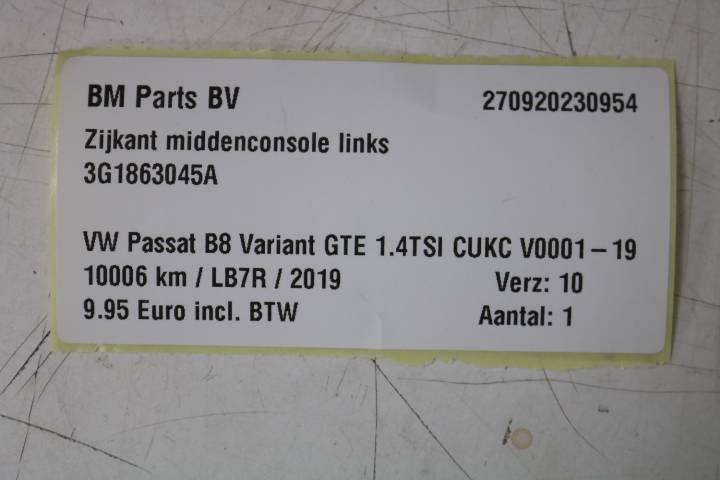 BM Parts BV 270920230954
Zijkant middenconsole links
3G1863045A
VW Passat B8 Variant GTE 1.4TSI CUKC V0001-19
10006 km / LB7R / 2019 Verz: 10
9.95 Euro incl. BTW Aantal: 1